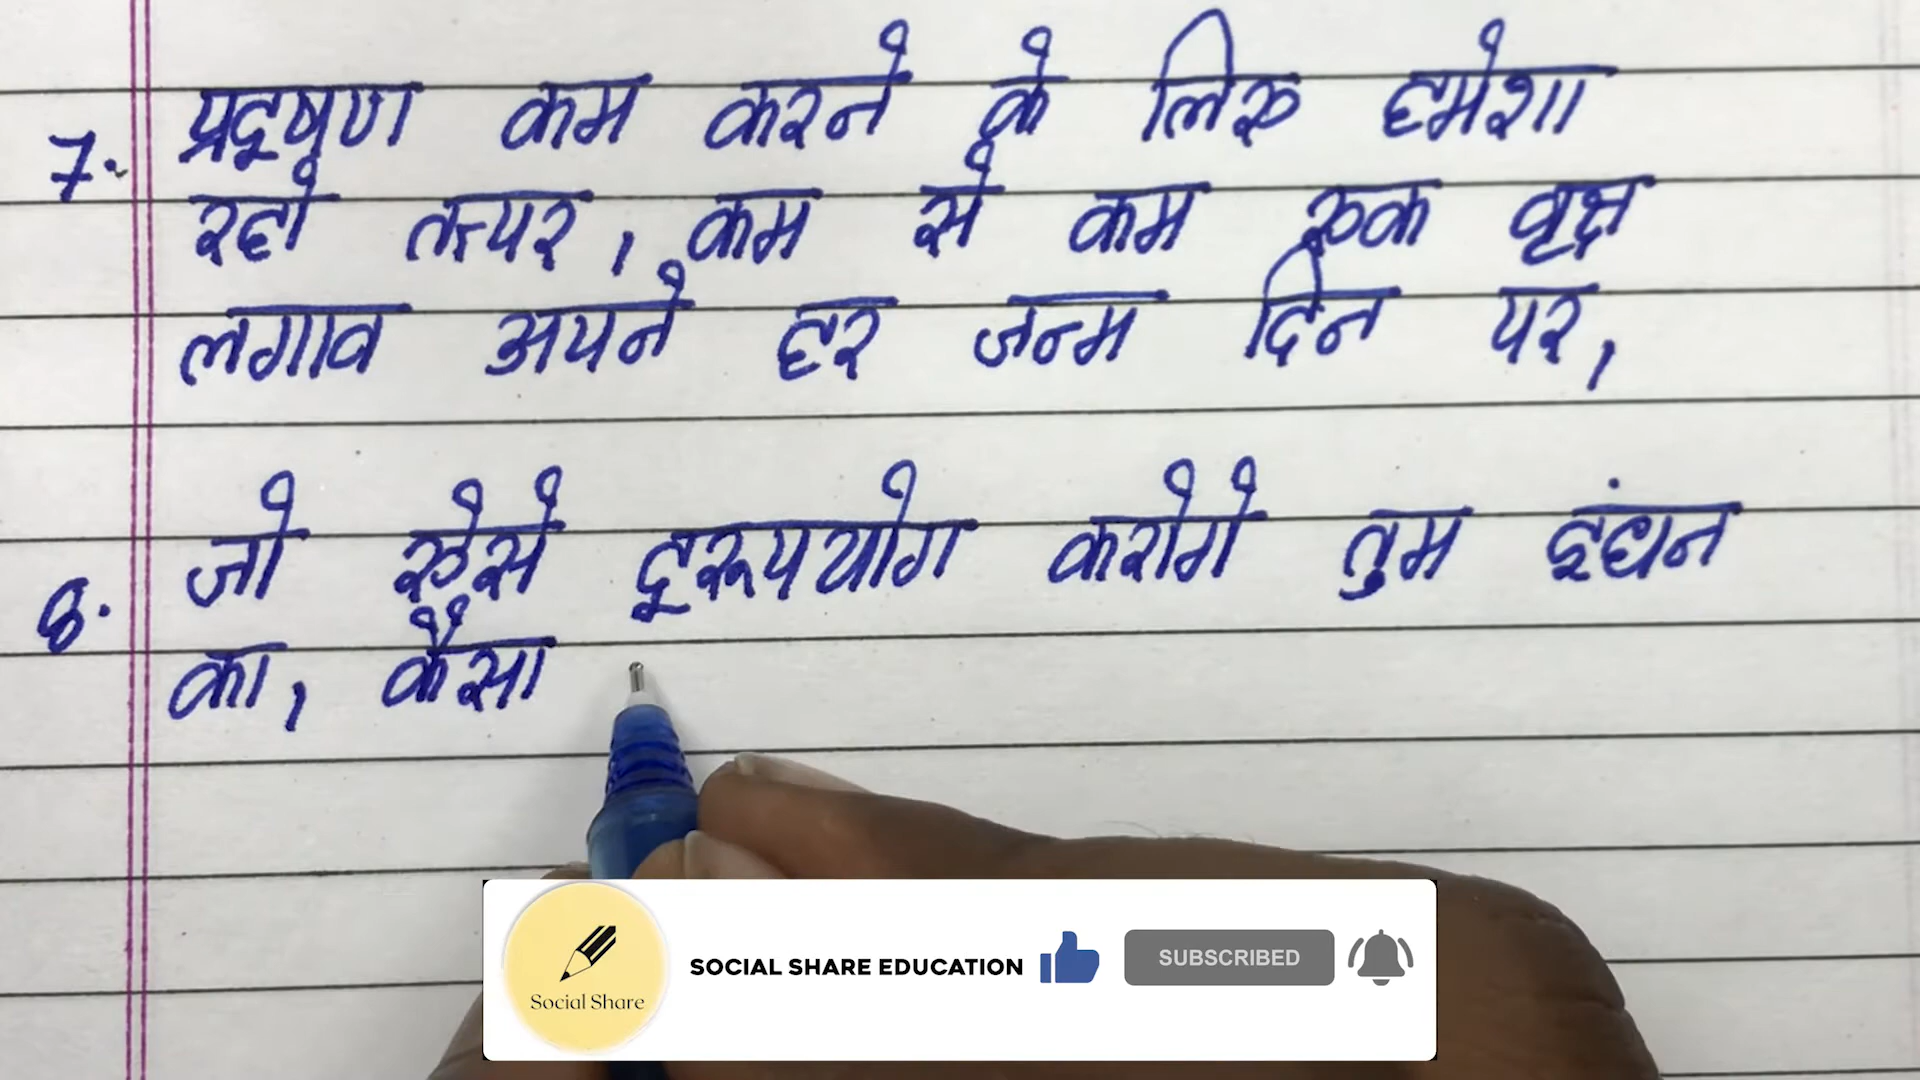 7. प्रदूषण कम करने के लिए हमेशा
रहो तत्पर, कम से कम एक वृक्ष
लगाव अपने हर जन्म दिन पर,
8. जो ऐसे दूरूपयोग करोगे तुम इंधन
का, कैसा
SOCIAL SHARE EDUCATION
SUBSCRIBED
Social Share